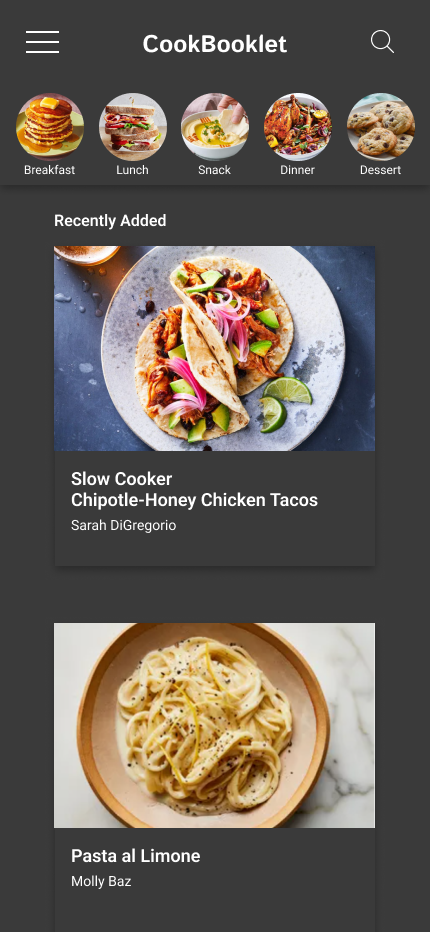 CookBooklet
Breakfast
Lunch
Snack
Dinner
Dessert
Recently Added
Slow Cooker
Chipotle-Honey Chicken Tacos
Sarah DiGregorio
Pasta al Limone
Molly Baz